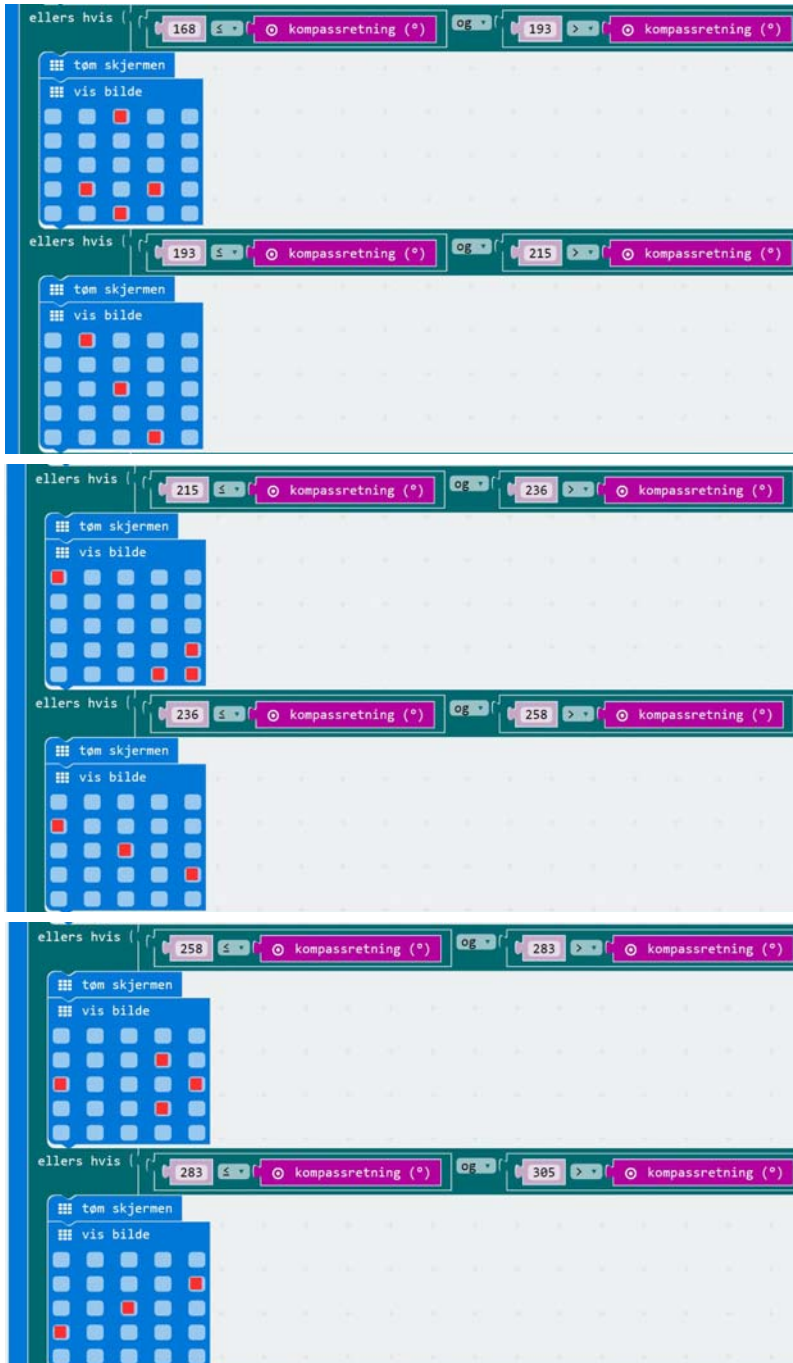 ellers hvis 168 ≤ kompassretning (°) og 193 > kompassretning (°)
tøm skjermen
vis bilde
ellers hvis 193 ≤ kompassretning (°) og 215 > kompassretning (°)
tøm skjermen
vis bilde
ellers hvis 215 ≤ kompassretning (°) og 236 > kompassretning (°)
tøm skjermen
vis bilde
ellers hvis 236 ≤ kompassretning (°) og 258 > kompassretning (°)
tøm skjermen
vis bilde
ellers hvis 258 ≤ kompassretning (°) og 283 > kompassretning (°)
tøm skjermen
vis bilde
ellers hvis 283 ≤ kompassretning (°) og 305 > kompassretning (°)
tøm skjermen
vis bilde